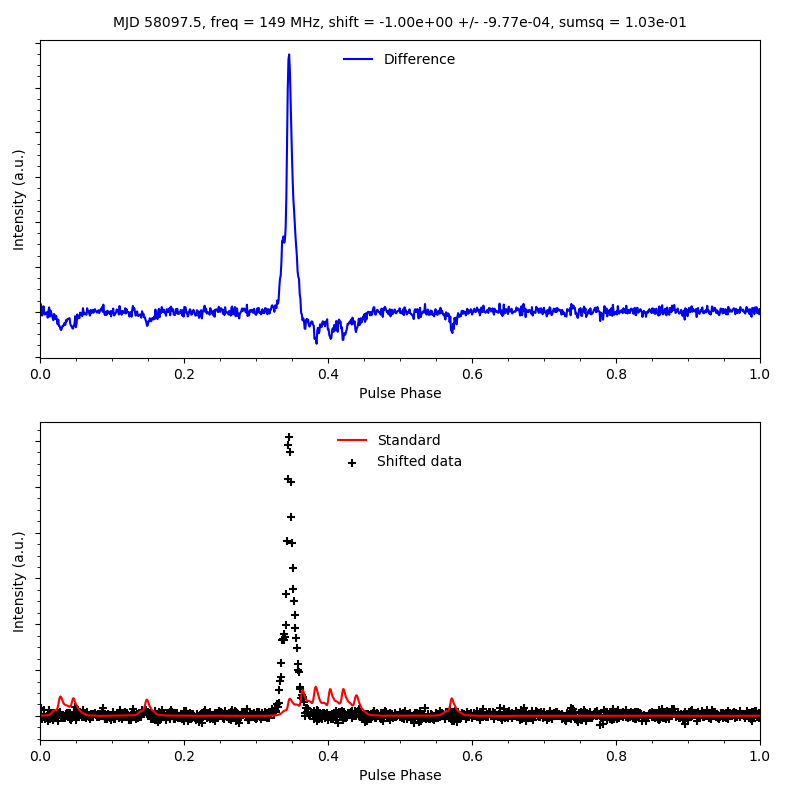 MJD 58097.5, freq = 149 MHz, shift = -1.00e+00 +/- -9.77e-04, sumsq = 1.03e-01
Difference
Intensity (a.u.)
0.0 0.2 0.4 0.6 0.8 1.0
Pulse Phase
Standard
Shifted data
Intensity (a.u.)
0.0 0.2 0.4 0.6 0.8 1.0
Pulse Phase